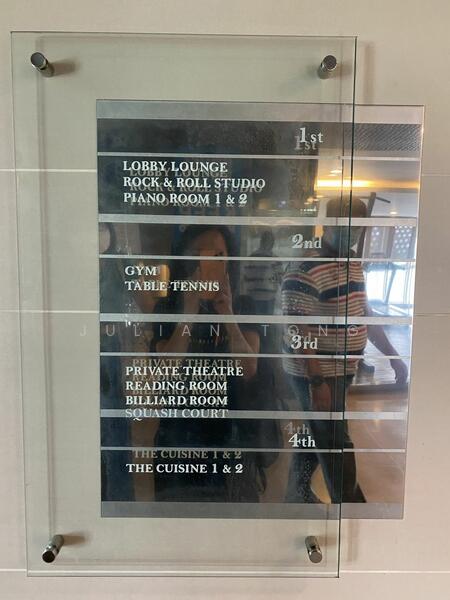 1st
LOBBY LOUNGE
ROCK & ROLL STUDIO
PIANO ROOM 1 & 2
2nd
GYM
TABLE TENNIS
JULIAN TONG
3rd
PRIVATE THEATRE
READING ROOM
BILLIARD ROOM
SQUASH COURT
4th
THE CUISINE 1 & 2